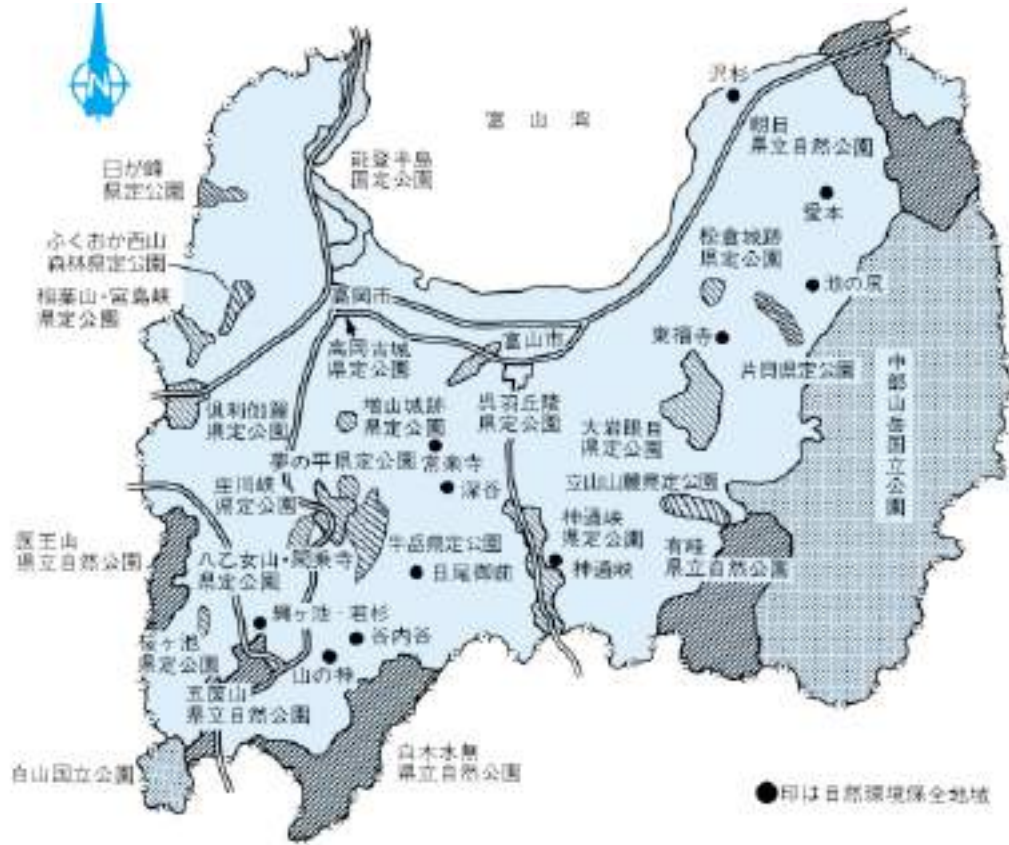 N
沢杉
富山湾
朝日
県立自然公園
能登半島
国定公園
県定公園
愛本
ふくおか西山
森林県定公園
松倉城跡
県定公園
稲葉山・宮島峡
県定公園
池の原
高岡市
富山市
東福寺
高岡古城
県定公園
片貝県定公園
中部山岳国立公園
倶利伽羅
県定公園
増山城跡
県定公園
呉羽丘陵
県定公園
大岩眼目
県定公園
夢の平県定公園
常楽寺
庄川峡
県定公園
深谷
立山山麓県定公園
医王山
県立自然公園
神通峡
県定公園
牛岳県定公園
有峰
県立自然公園
八乙女山・閑乗寺
県定公園
日尾御前
神通峡
縄ヶ池・若杉
桜ヶ池
県定公園
谷内谷
山の神
五箇山
県立自然公園
白山国立公園
白木水無
県立自然公園
●印は自然環境保全地域